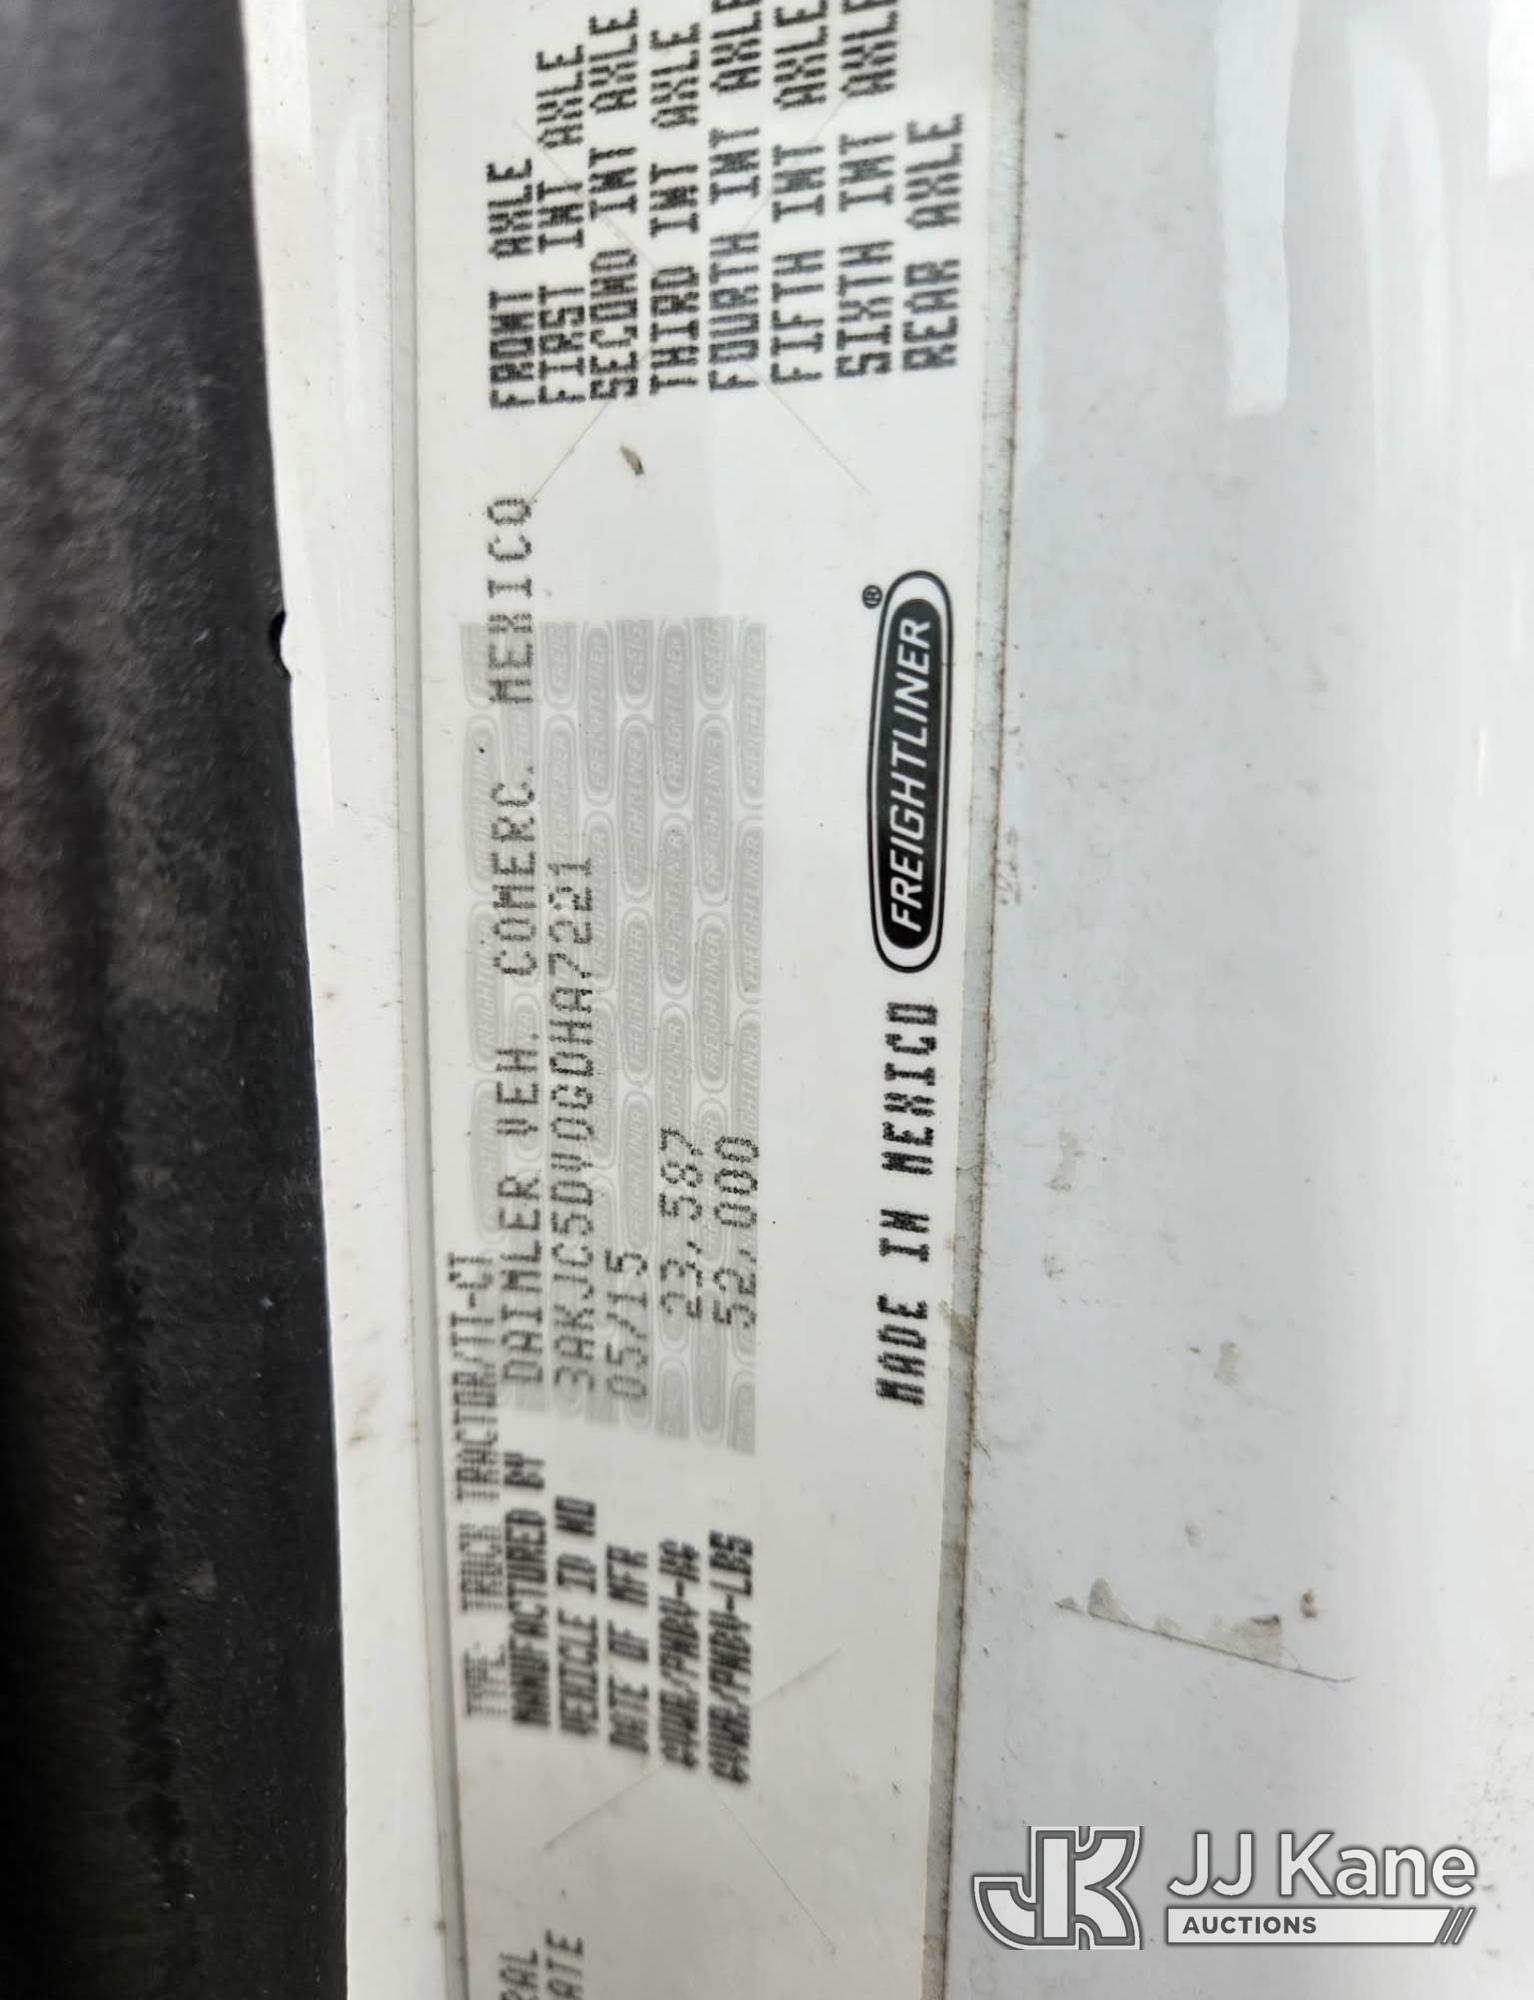 TYPE: TRUCK TRACTOR/TT-CT
MANUFACTURED BY DAIMLER VEH. COMERC. MEXICO
VEHICLE ID NO 3AKJC5DV0GDHA7221
DATE OF MFR 05/15
GVWR/PNBV-KG 23,587
GVWR/PNBV-LBS 52,000
MADE IN MEXICO FREIGHTLINER®
FRONT AXLE
FIRST INT AXLE
SECOND INT AXLE
THIRD INT AXLE
FOURTH INT AXLE
FIFTH INT AXLE
SIXTH INT AXLE
REAR AXLE
JK JJ Kane
AUCTIONS